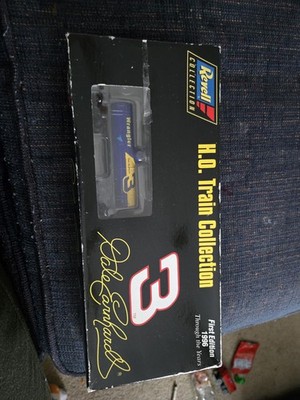 Revell
COLLECTION
H.O. Train Collection
First Edition
1996
Through the Years
Wrangler
3
3
Dale Earnhardt